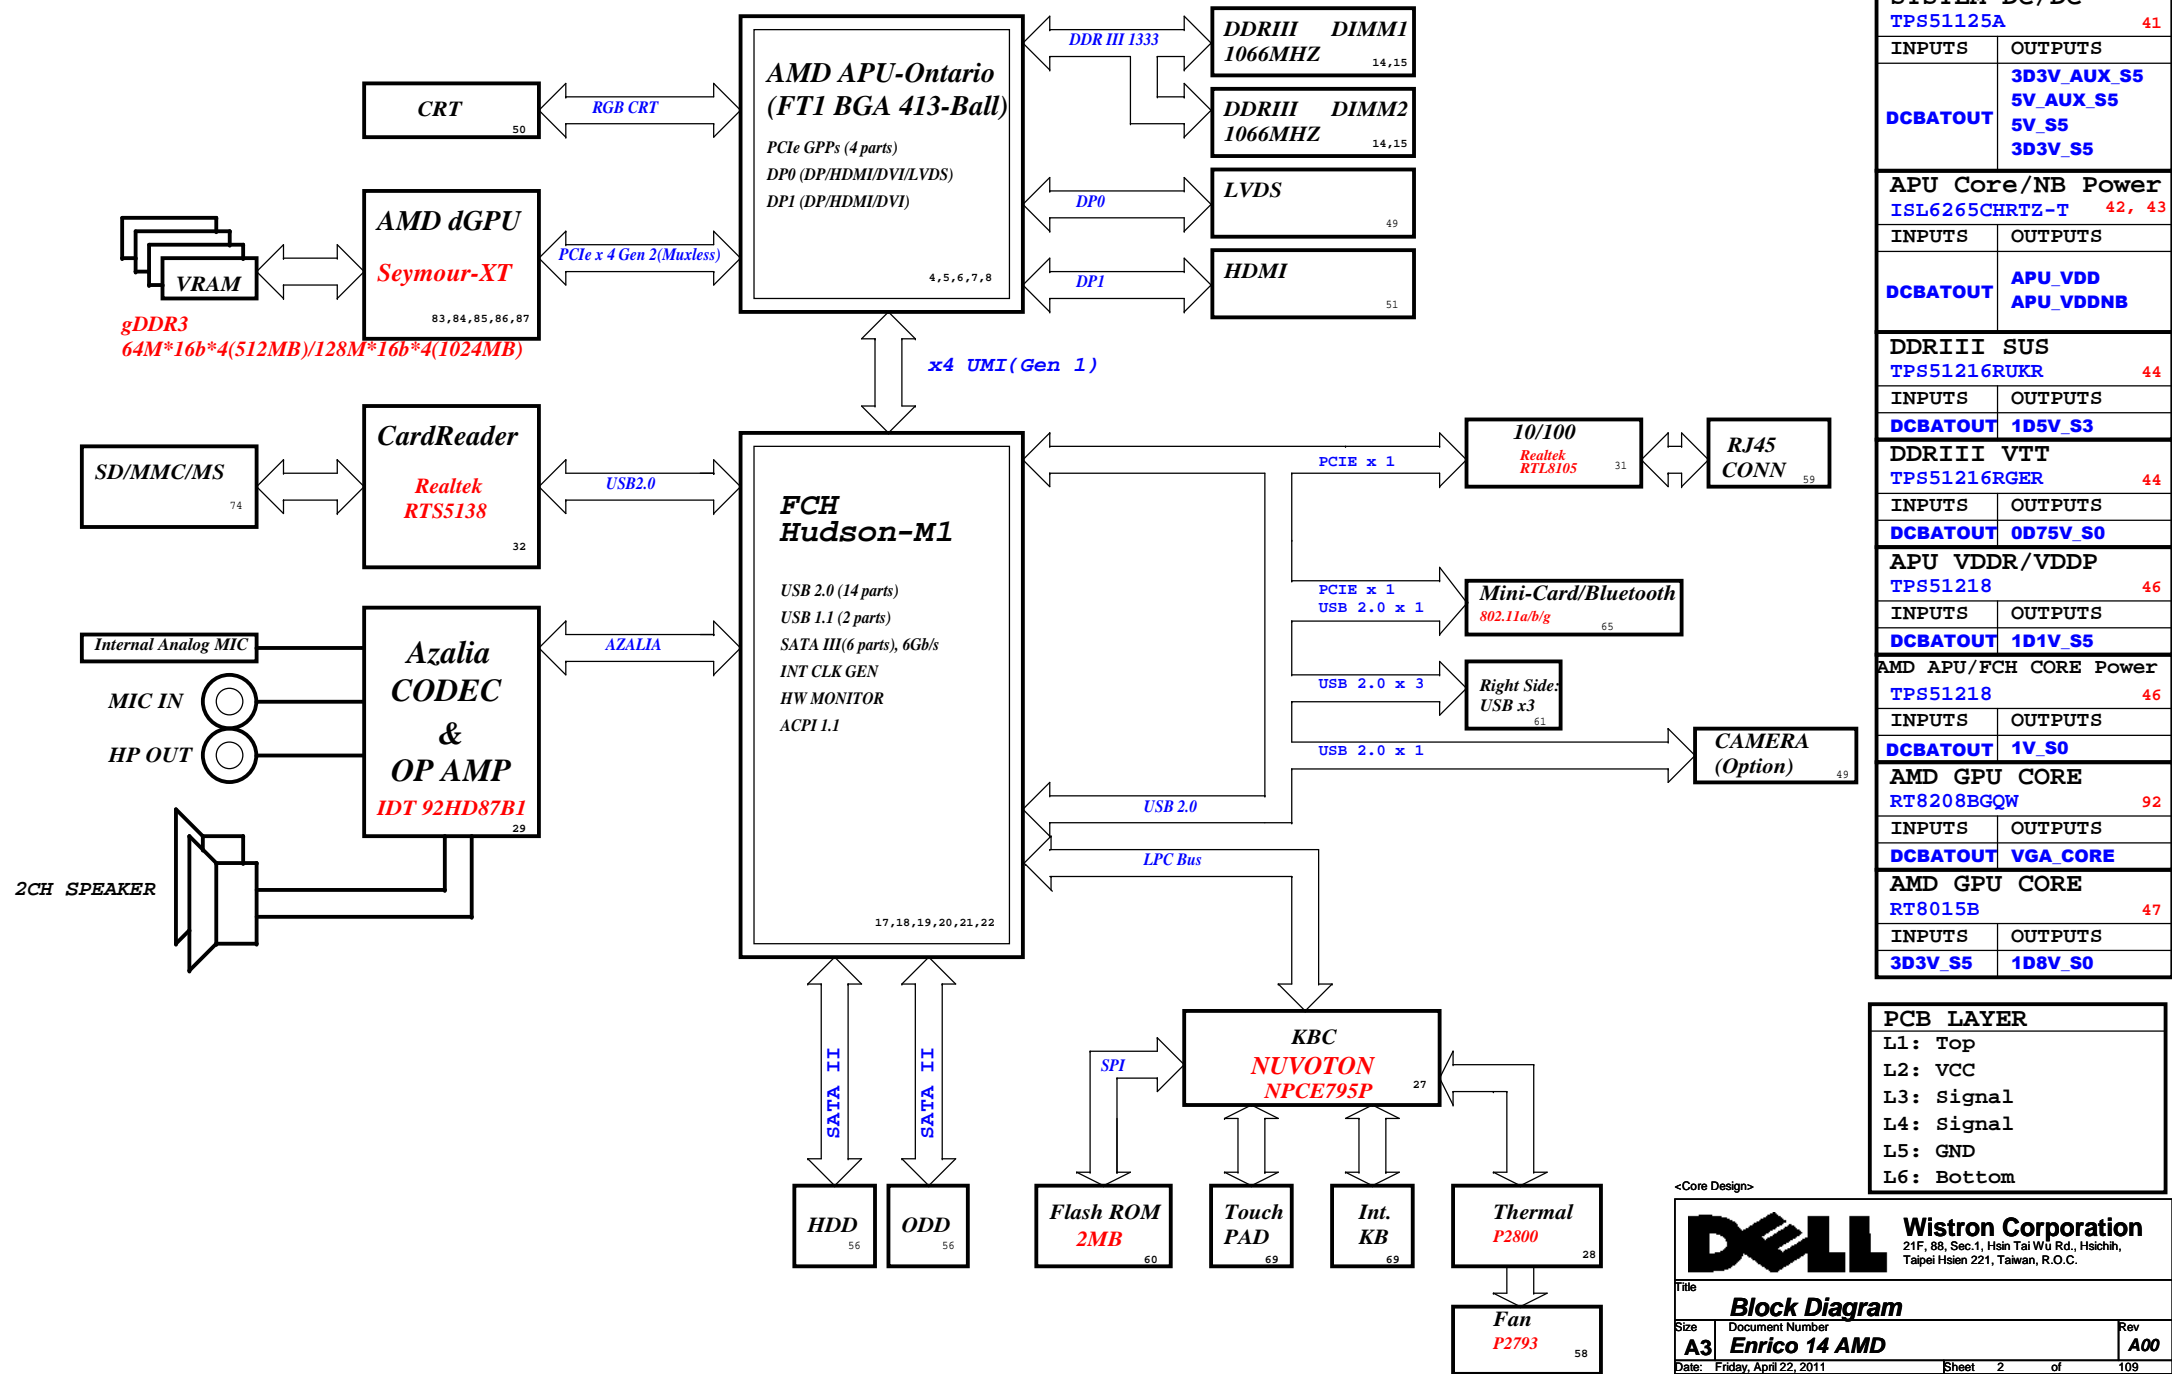 DDR III 1333
DDRIII DIMM1
1066MHZ
14,15
DDRIII DIMM2
1066MHZ
14,15
AMD APU-Ontario
(FT1 BGA 413-Ball)
PCIe GPPs (4 parts)
DP0 (DP/HDMI/DVI/LVDS)
DP1 (DP/HDMI/DVI)
4,5,6,7,8
CRT
50
RGB CRT
AMD dGPU
Seymour-XT
83,84,85,86,87
PCIe x 4 Gen 2(Muxless)
VRAM
gDDR3
64M*16b*4(512MB)/128M*16b*4(1024MB)
DP0
LVDS
49
DP1
HDMI
51
x4 UMI(Gen 1)
SD/MMC/MS
74
CardReader
Realtek
RTS5138
32
USB2.0
FCH
Hudson-M1
USB 2.0 (14 parts)
USB 1.1 (2 parts)
SATA III(6 parts), 6Gb/s
INT CLK GEN
HW MONITOR
ACPI 1.1
17,18,19,20,21,22
PCIE x 1
10/100
Realtek
RTL8105
31
RJ45
CONN
59
PCIE x 1
USB 2.0 x 1
Mini-Card/Bluetooth
802.11a/b/g
65
USB 2.0 x 3
Right Side:
USB x3
61
USB 2.0 x 1
CAMERA
(Option)
49
USB 2.0
LPC Bus
Internal Analog MIC
MIC IN
HP OUT
2CH SPEAKER
Azalia
CODEC
&
OP AMP
IDT 92HD87B1
29
AZALIA
SATA II
SATA II
HDD
56
ODD
56
KBC
NUVOTON
NPCE795P
27
SPI
Flash ROM
2MB
60
Touch
PAD
69
Int.
KB
69
Thermal
P2800
28
Fan
P2793
58
SYSTEM DC/DC
TPS51125A 41
INPUTS OUTPUTS
DCBATOUT
3D3V_AUX_S5
5V_AUX_S5
5V_S5
3D3V_S5
APU Core/NB Power
ISL6265CHRTZ-T 42, 43
INPUTS OUTPUTS
DCBATOUT
APU_VDD
APU_VDDNB
DDRIII SUS
TPS51216RUKR 44
INPUTS OUTPUTS
DCBATOUT 1D5V_S3
DDRIII VTT
TPS51216RGER 44
INPUTS OUTPUTS
DCBATOUT 0D75V_S0
APU VDDR/VDDP
TPS51218 46
INPUTS OUTPUTS
DCBATOUT 1D1V_S5
AMD APU/FCH CORE Power
TPS51218 46
INPUTS OUTPUTS
DCBATOUT 1V_S0
AMD GPU CORE
RT8208BGQW 92
INPUTS OUTPUTS
DCBATOUT VGA_CORE
AMD GPU CORE
RT8015B 47
INPUTS OUTPUTS
3D3V_S5 1D8V_S0
PCB LAYER
L1: Top
L2: VCC
L3: Signal
L4: Signal
L5: GND
L6: Bottom
<Core Design>
DELL
Wistron Corporation
21F, 88, Sec.1, Hsin Tai Wu Rd., Hsichih,
Taipei Hsien 221, Taiwan, R.O.C.
Title
Block Diagram
Size Document Number Rev
A3 Enrico 14 AMD A00
Date: Friday, April 22, 2011 Sheet 2 of 109